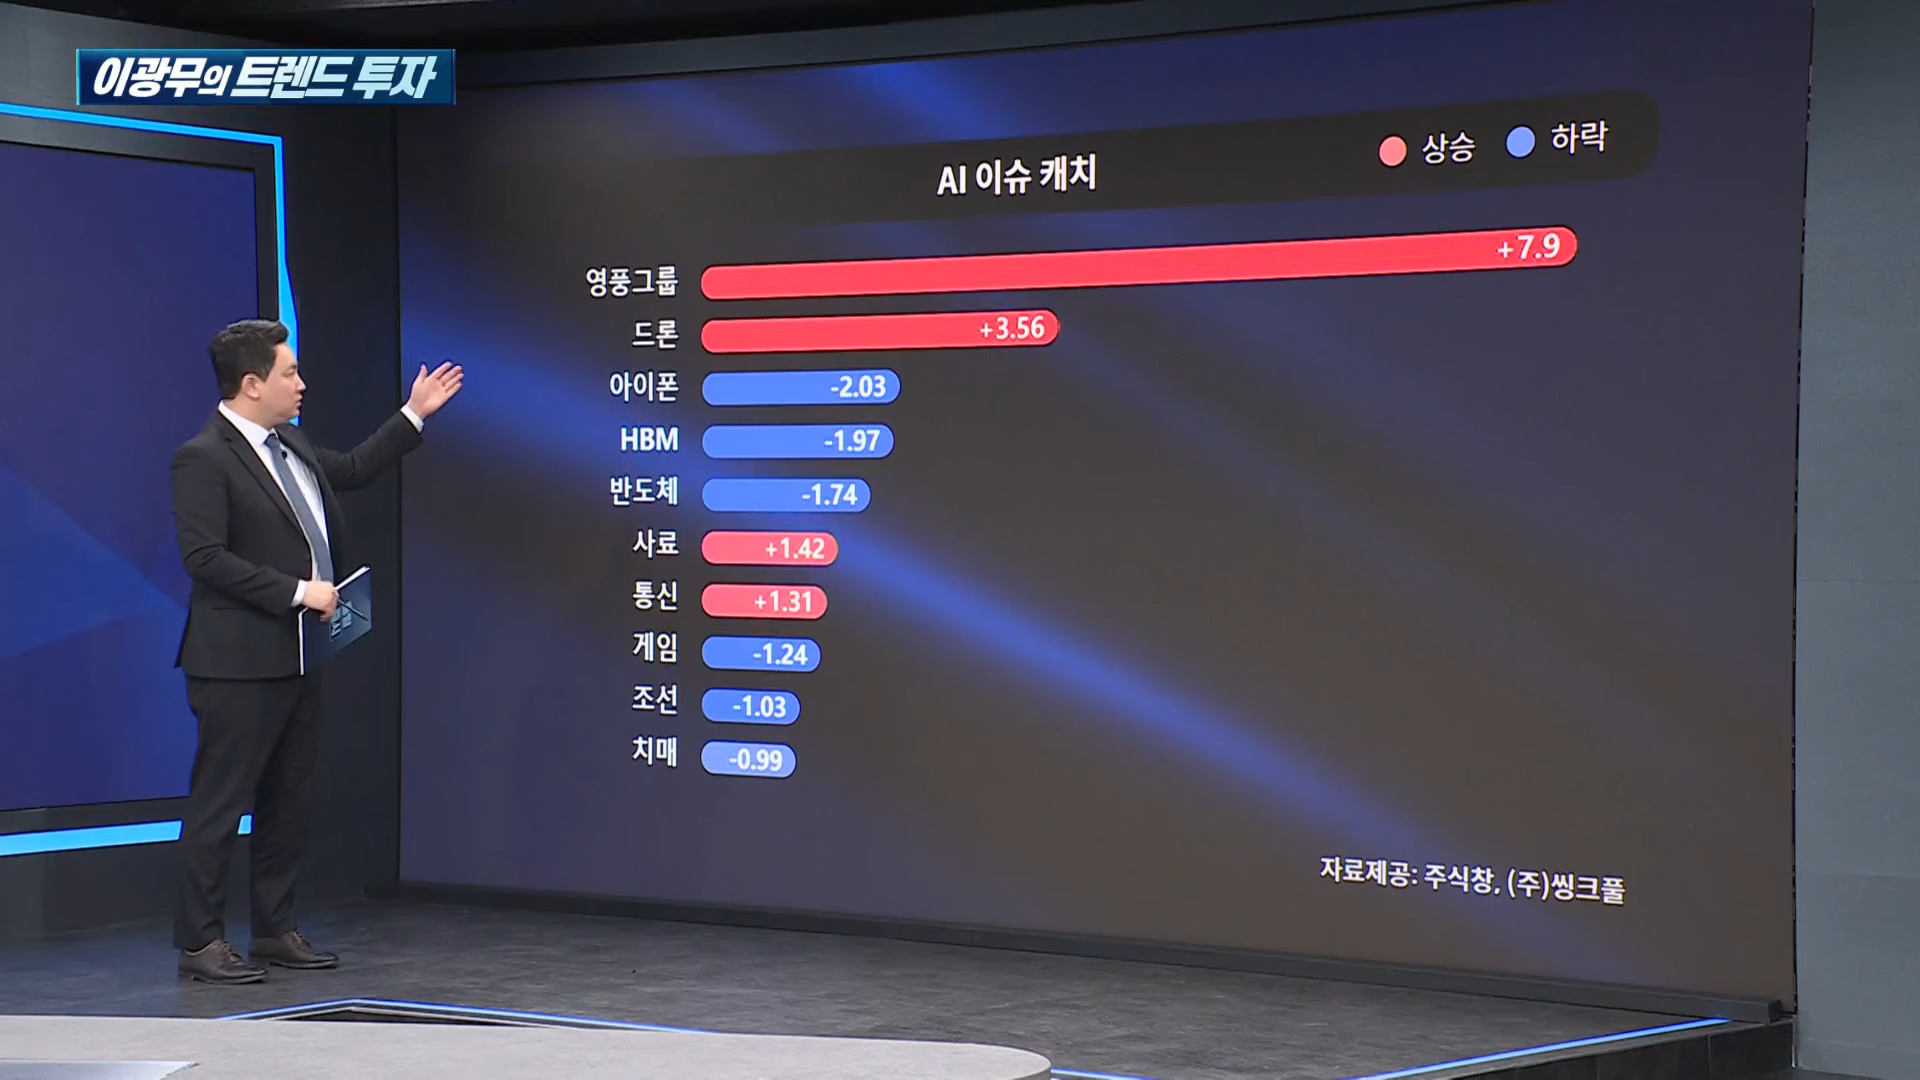 이광무의 트렌드 투자
AI 이슈 캐치
상승
하락
영풍그룹 +7.9
드론 +3.56
아이폰 -2.03
HBM -1.97
반도체 -1.74
사료 +1.42
통신 +1.31
게임 -1.24
조선 -1.03
치매 -0.99
자료제공: 주식창, (주)씽크풀